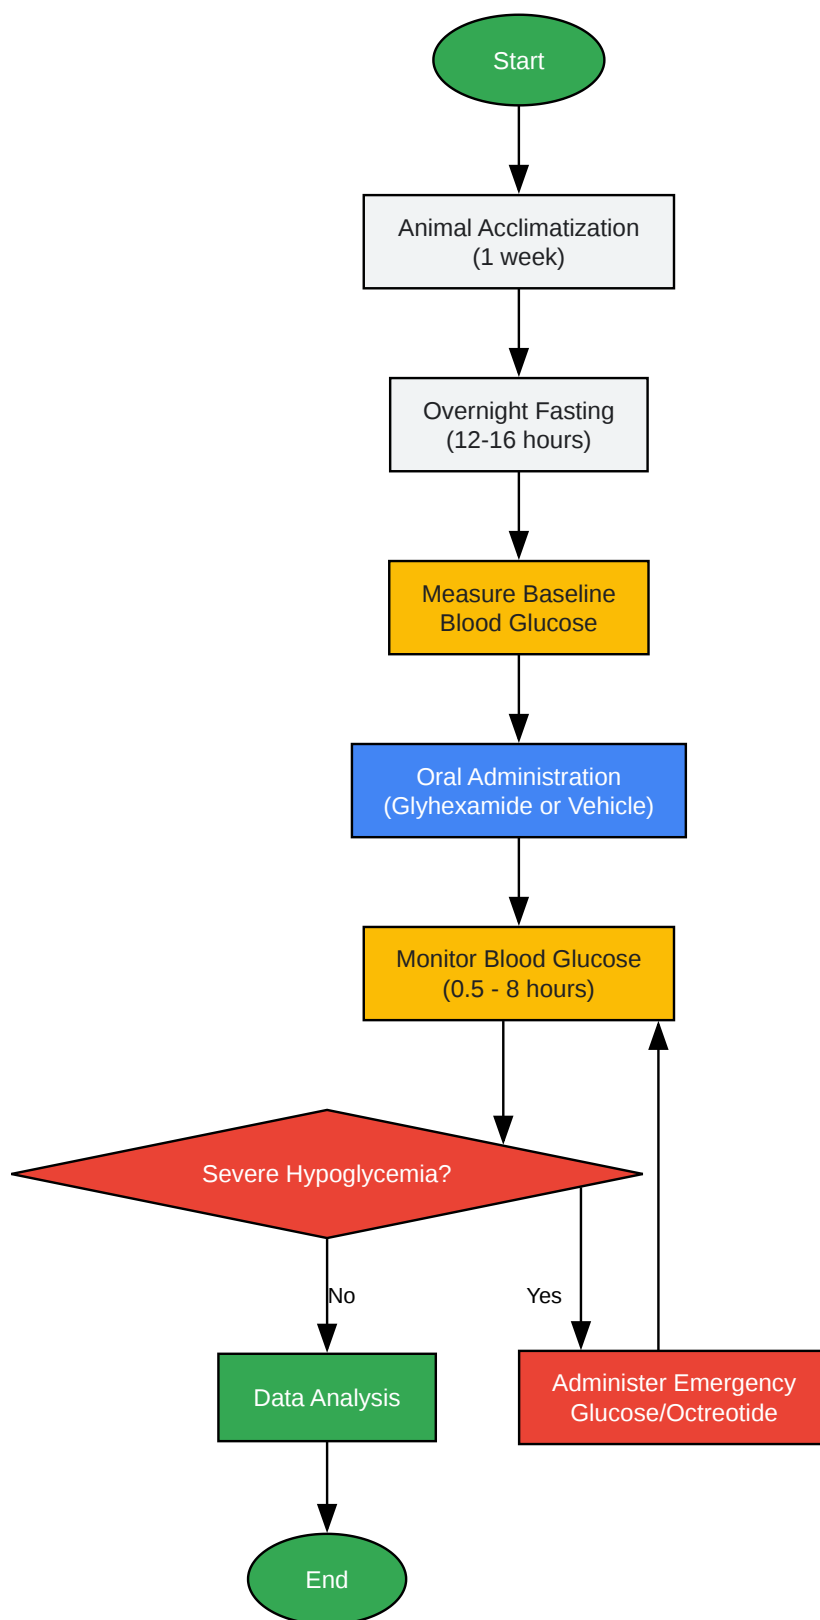 Start
Animal Acclimatization
(1 week)
Overnight Fasting
(12-16 hours)
Measure Baseline
Blood Glucose
Oral Administration
(Glyhexamide or Vehicle)
Monitor Blood Glucose
(0.5 - 8 hours)
Severe Hypoglycemia?
No
Yes
Data Analysis
Administer Emergency
Glucose/Octreotide
End